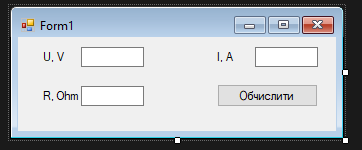 Form1
U, V
I, A
R, Ohm
Обчислити